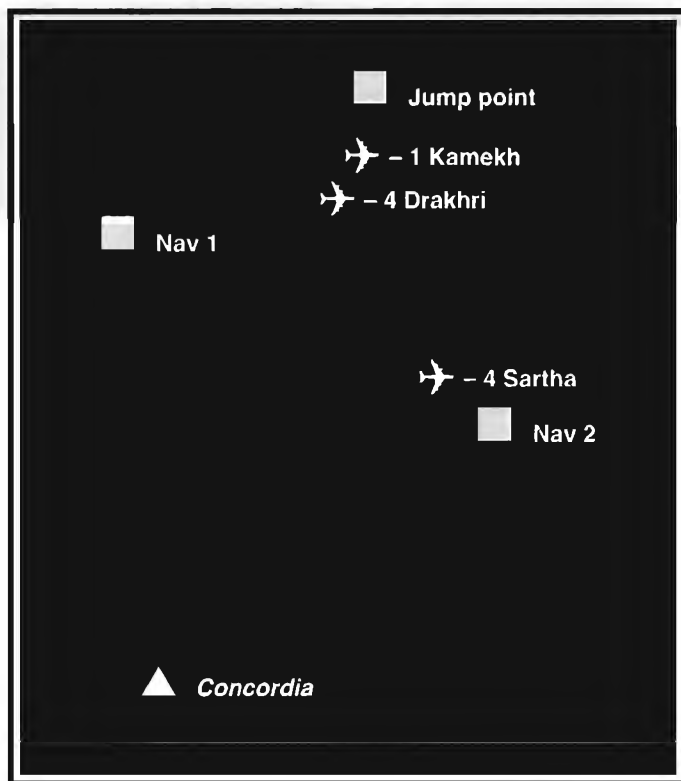 Jump point
– 1 Kamekh
– 4 Drakhri
Nav 1
– 4 Sartha
Nav 2
Concordia